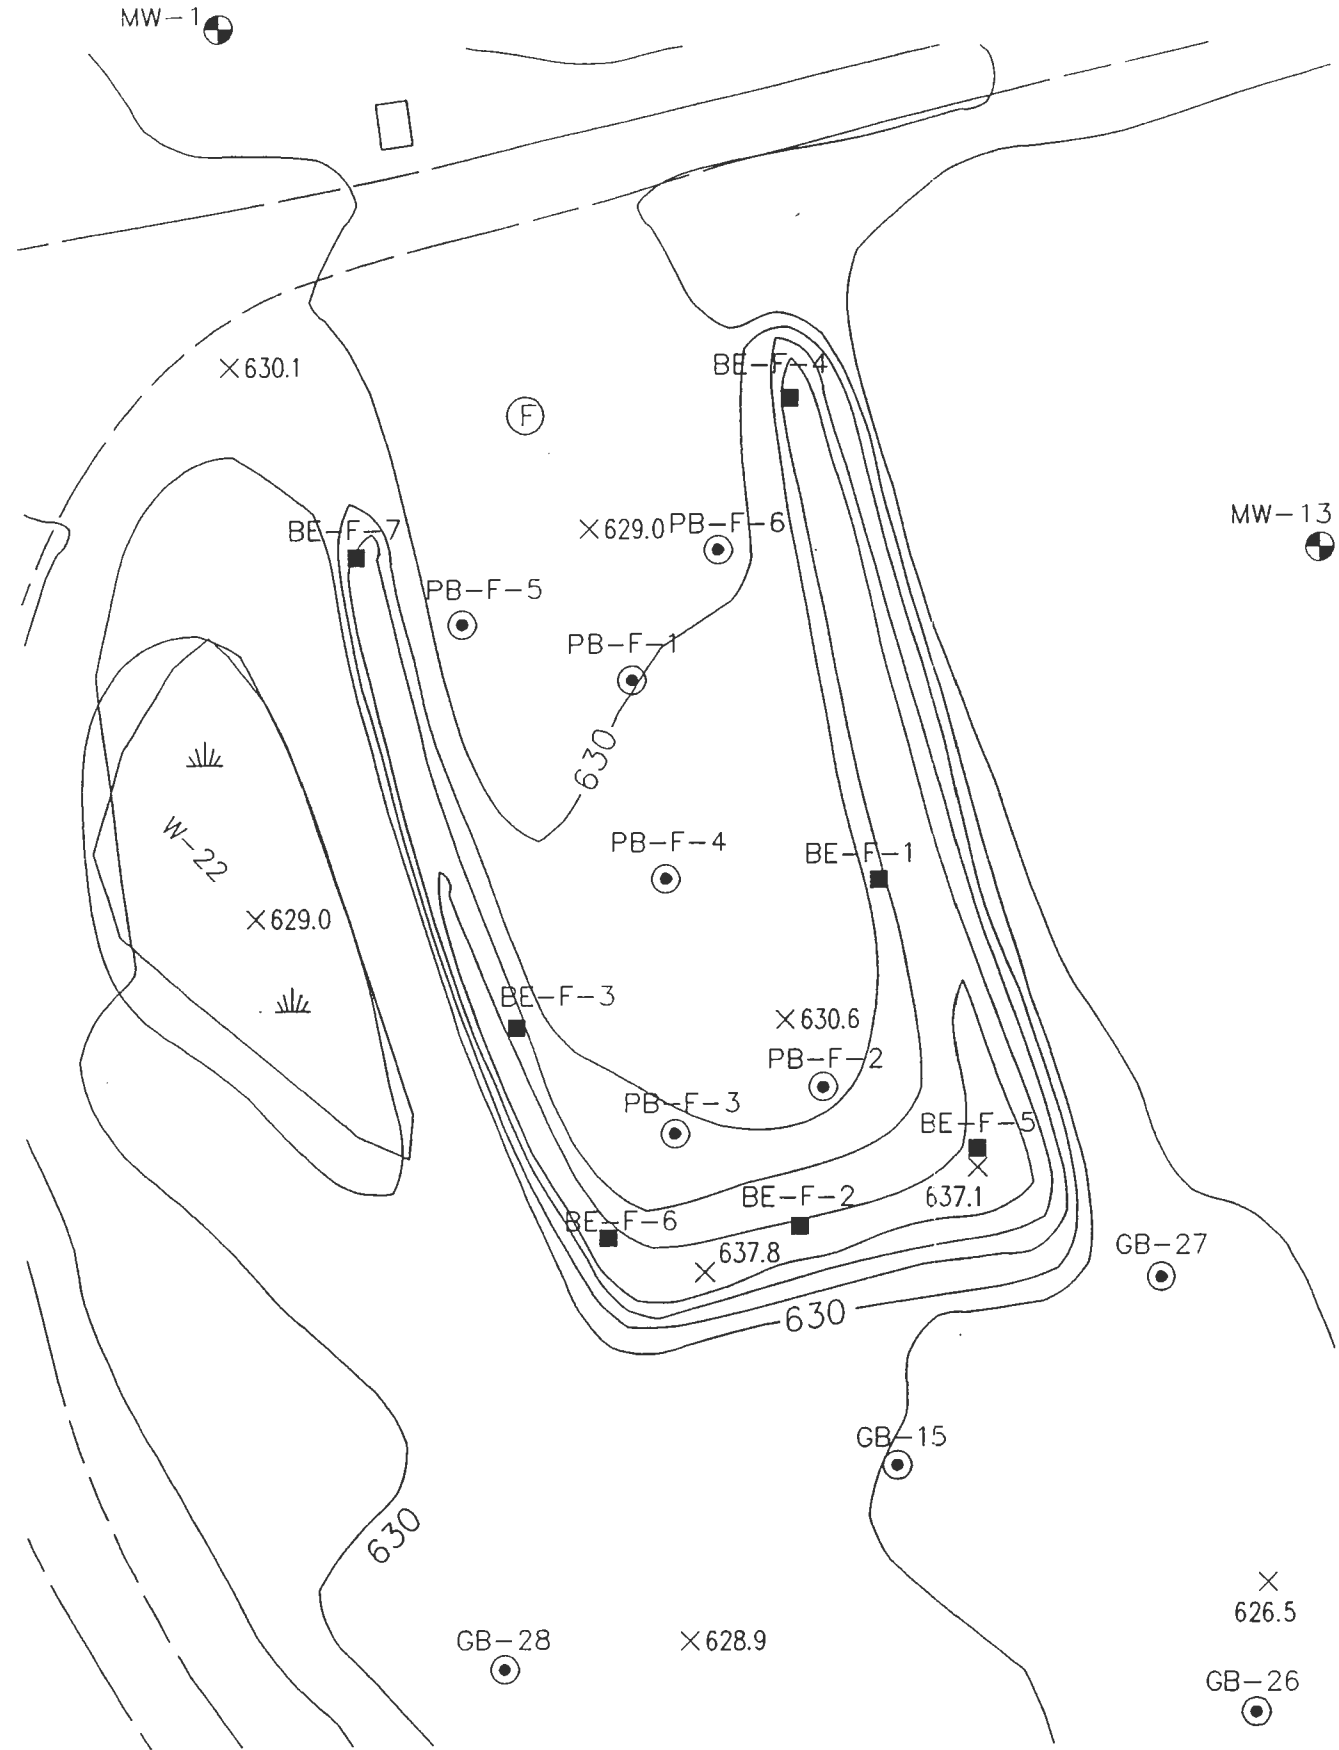 MW-1
×630.1
BE-F-4
F
MW-13
×629.0
PB-F-6
BE-F-7
PB-F-5
PB-F-1
630
W-22
PB-F-4
BE-F-1
×629.0
BE-F-3
×630.6
PB-F-2
PB-F-3
BE-F-5
637.1
BE-F-2
BE-F-6
637.8
GB-27
630
GB-15
630
626.5
GB-28
×628.9
GB-26